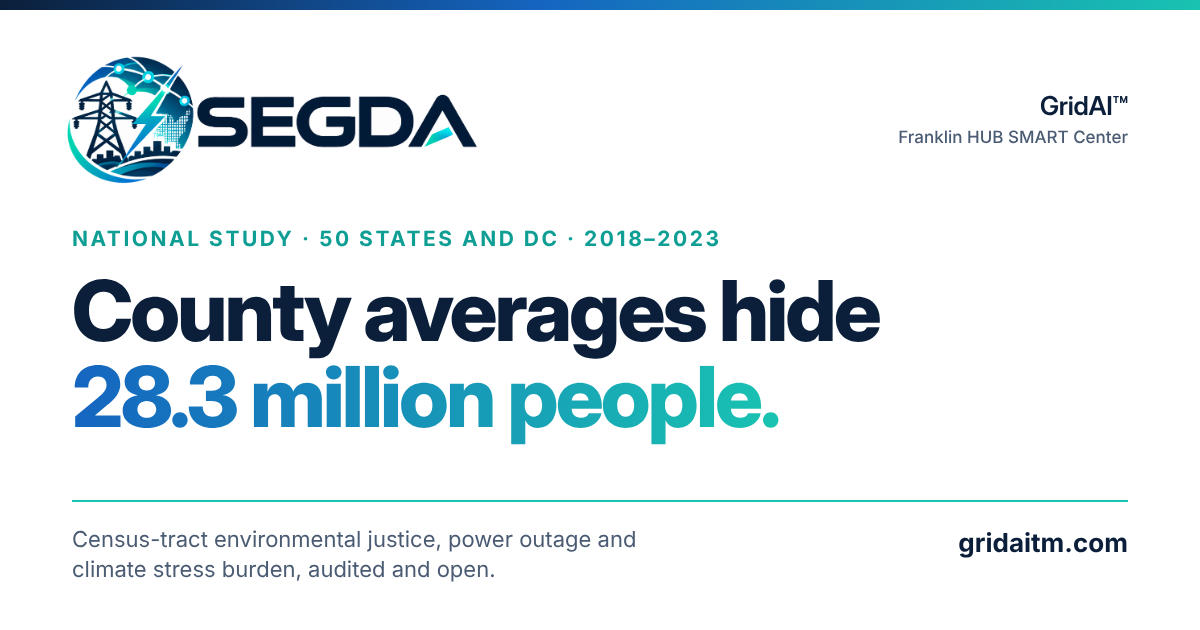 SEGDA
GridAI™
Franklin HUB SMART Center
NATIONAL STUDY · 50 STATES AND DC · 2018–2023
County averages hide
28.3 million people.
Census-tract environmental justice, power outage and
climate stress burden, audited and open.
gridaitm.com